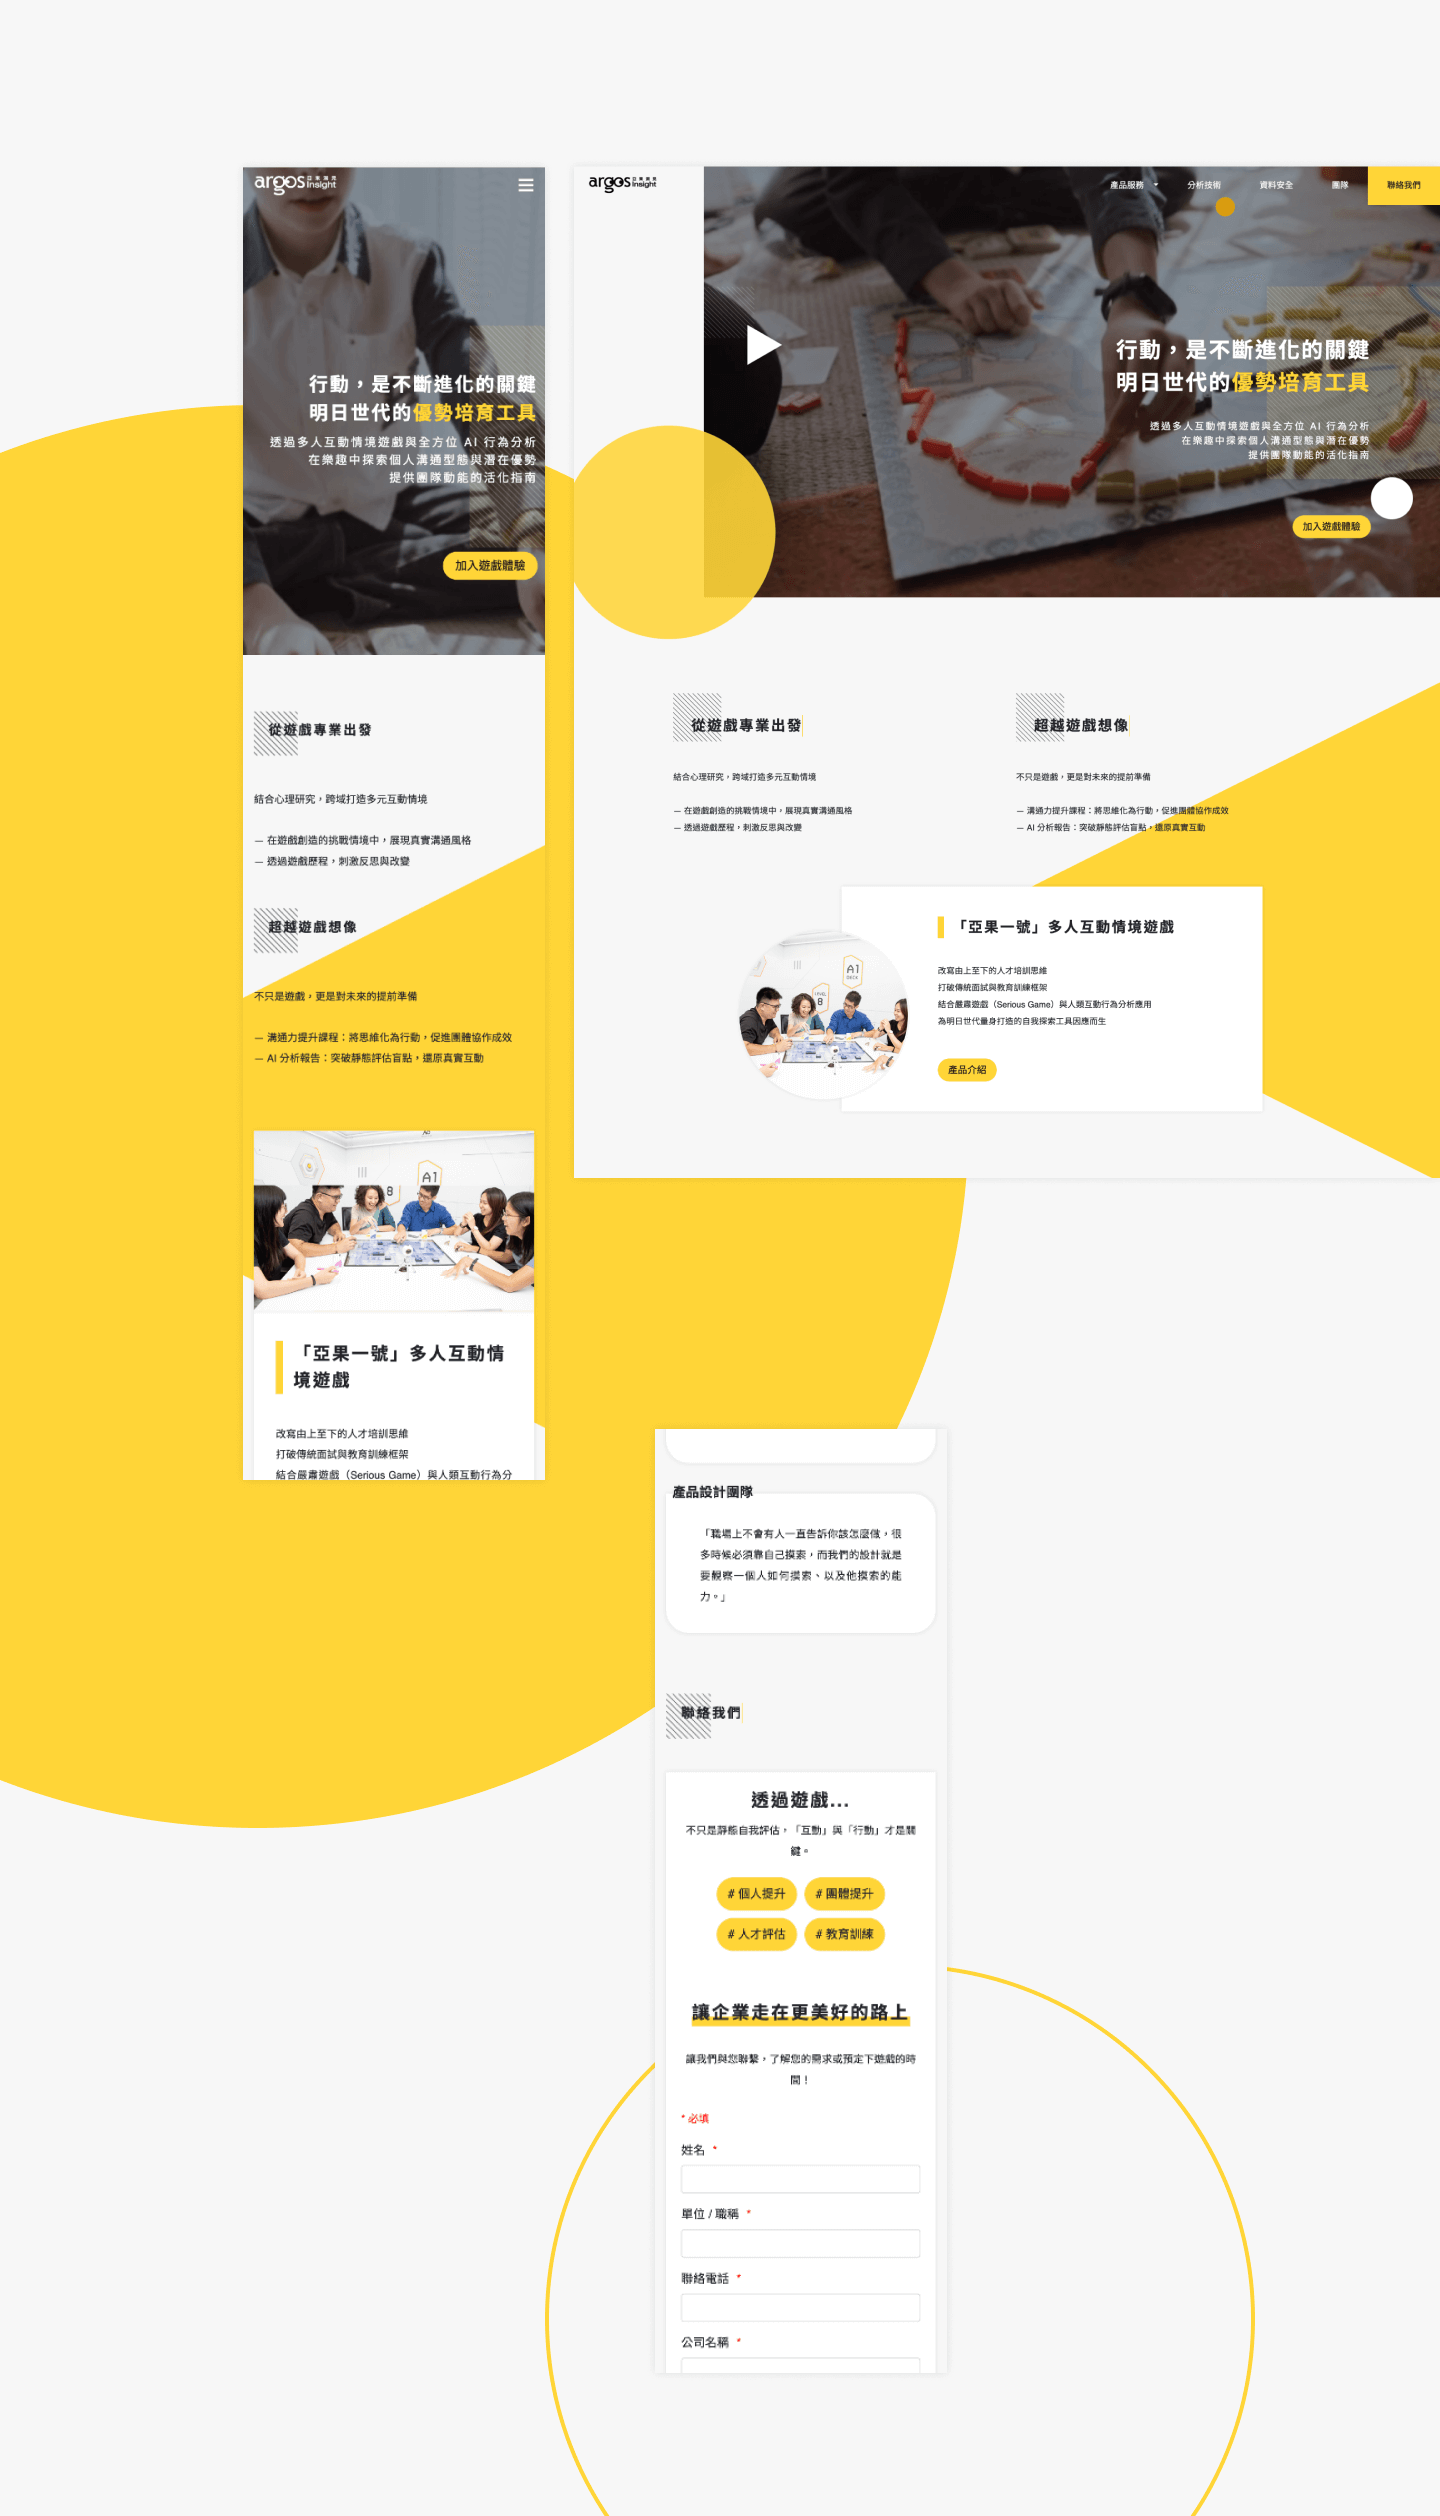 argos insight 亞果洞見
行動，是不斷進化的關鍵
明日世代的優勢培育工具
透過多人互動情境遊戲與全方位 AI 行為分析
在樂趣中探索個人溝通型態與潛在優勢
提供團隊動能的活化指南
加入遊戲體驗
從遊戲專業出發
結合心理研究，跨域打造多元互動情境
— 在遊戲創造的挑戰情境中，展現真實溝通風格
— 透過遊戲歷程，刺激反思與改變
超越遊戲想像
不只是遊戲，更是對未來的提前準備
— 溝通力提升課程：將思維化為行動，促進團體協作成效
— AI 分析報告：突破靜態評估盲點，還原真實互動
A1
8
「亞果一號」多人互動情
境遊戲
改寫由上至下的人才培訓思維
打破傳統面試與教育訓練框架
結合嚴肅遊戲（Serious Game）與人類互動行為分
argos insight 亞果洞見
產品服務
分析技術
資料安全
團隊
聯絡我們
行動，是不斷進化的關鍵
明日世代的優勢培育工具
透過多人互動情境遊戲與全方位 AI 行為分析
在樂趣中探索個人溝通型態與潛在優勢
提供團隊動能的活化指南
加入遊戲體驗
從遊戲專業出發
結合心理研究，跨域打造多元互動情境
— 在遊戲創造的挑戰情境中，展現真實溝通風格
— 透過遊戲歷程，刺激反思與改變
超越遊戲想像
不只是遊戲，更是對未來的提前準備
— 溝通力提升課程：將思維化為行動，促進團體協作成效
— AI 分析報告：突破靜態評估盲點，還原真實互動
A1
LEVEL
8
「亞果一號」多人互動情境遊戲
改寫由上至下的人才培訓思維
打破傳統面試與教育訓練框架
結合嚴肅遊戲（Serious Game）與人類互動行為分析應用
為明日世代量身打造的自我探索工具因應而生
產品介紹
產品設計團隊
「職場上不會有人一直告訴你該怎麼做，很
多時候必須靠自己摸索，而我們的設計就是
要觀察一個人如何摸索、以及他摸索的能
力。」
聯絡我們
透過遊戲...
不只是靜態自我評估，「互動」與「行動」才是關
鍵。
# 個人提升
# 團體提升
# 人才評估
# 教育訓練
讓企業走在更美好的路上
讓我們與您聯繫，了解您的需求或預定下遊戲的時
間！
* 必填
姓名 *
單位 / 職稱 *
聯絡電話 *
公司名稱 *